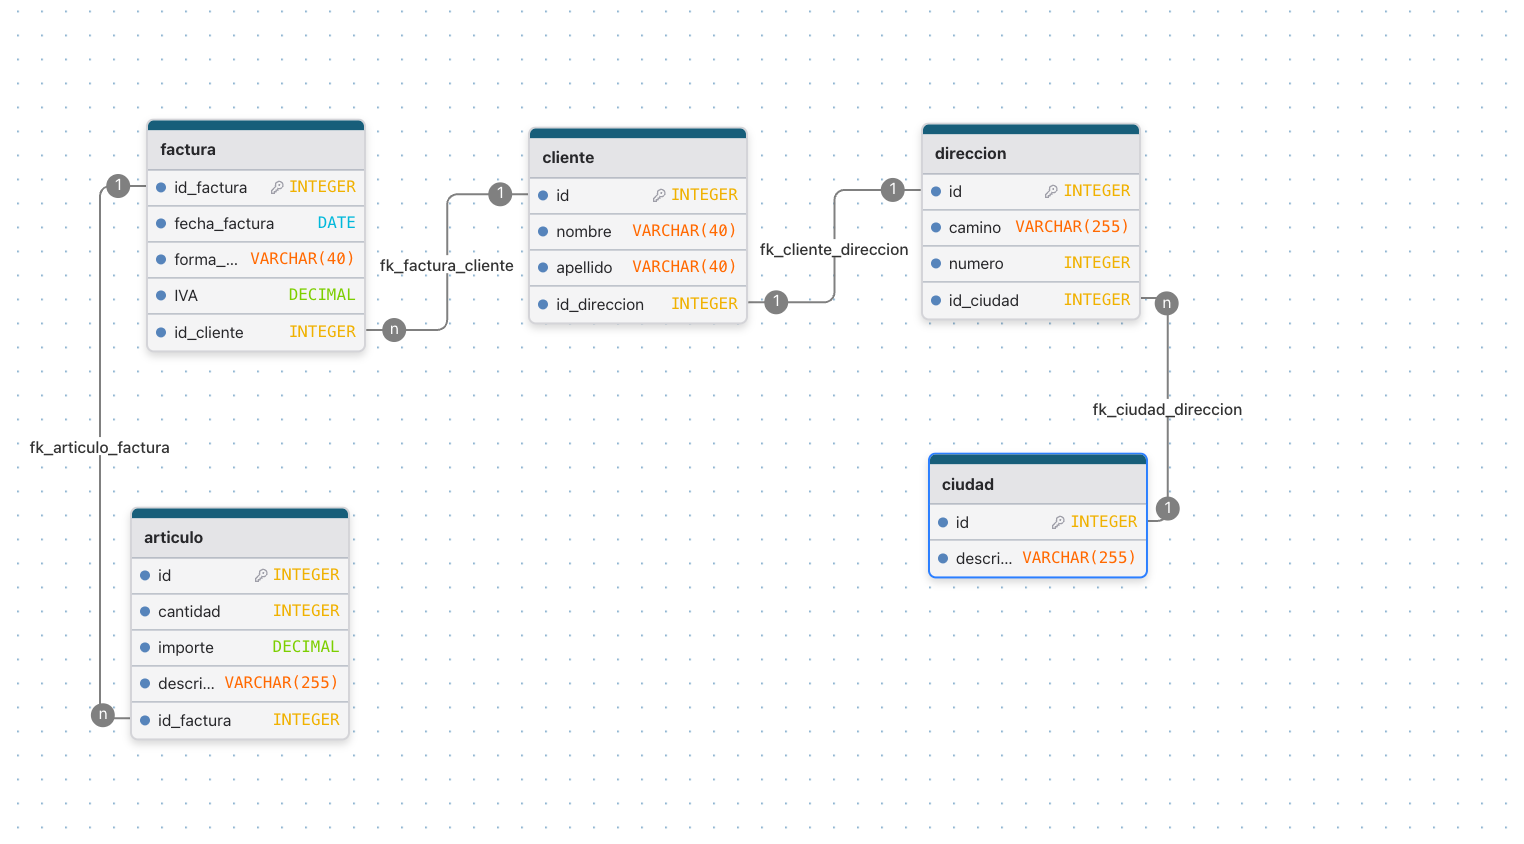 factura
id_factura INTEGER
fecha_factura DATE
forma_... VARCHAR(40)
IVA DECIMAL
id_cliente INTEGER
cliente
id INTEGER
nombre VARCHAR(40)
apellido VARCHAR(40)
id_direccion INTEGER
direccion
id INTEGER
camino VARCHAR(255)
numero INTEGER
id_ciudad INTEGER
1
n
fk_factura_cliente
1
1
fk_cliente_direccion
1
n
fk_ciudad_direccion
1
ciudad
id INTEGER
descri... VARCHAR(255)
1
fk_articulo_factura
n
articulo
id INTEGER
cantidad INTEGER
importe DECIMAL
descri... VARCHAR(255)
id_factura INTEGER